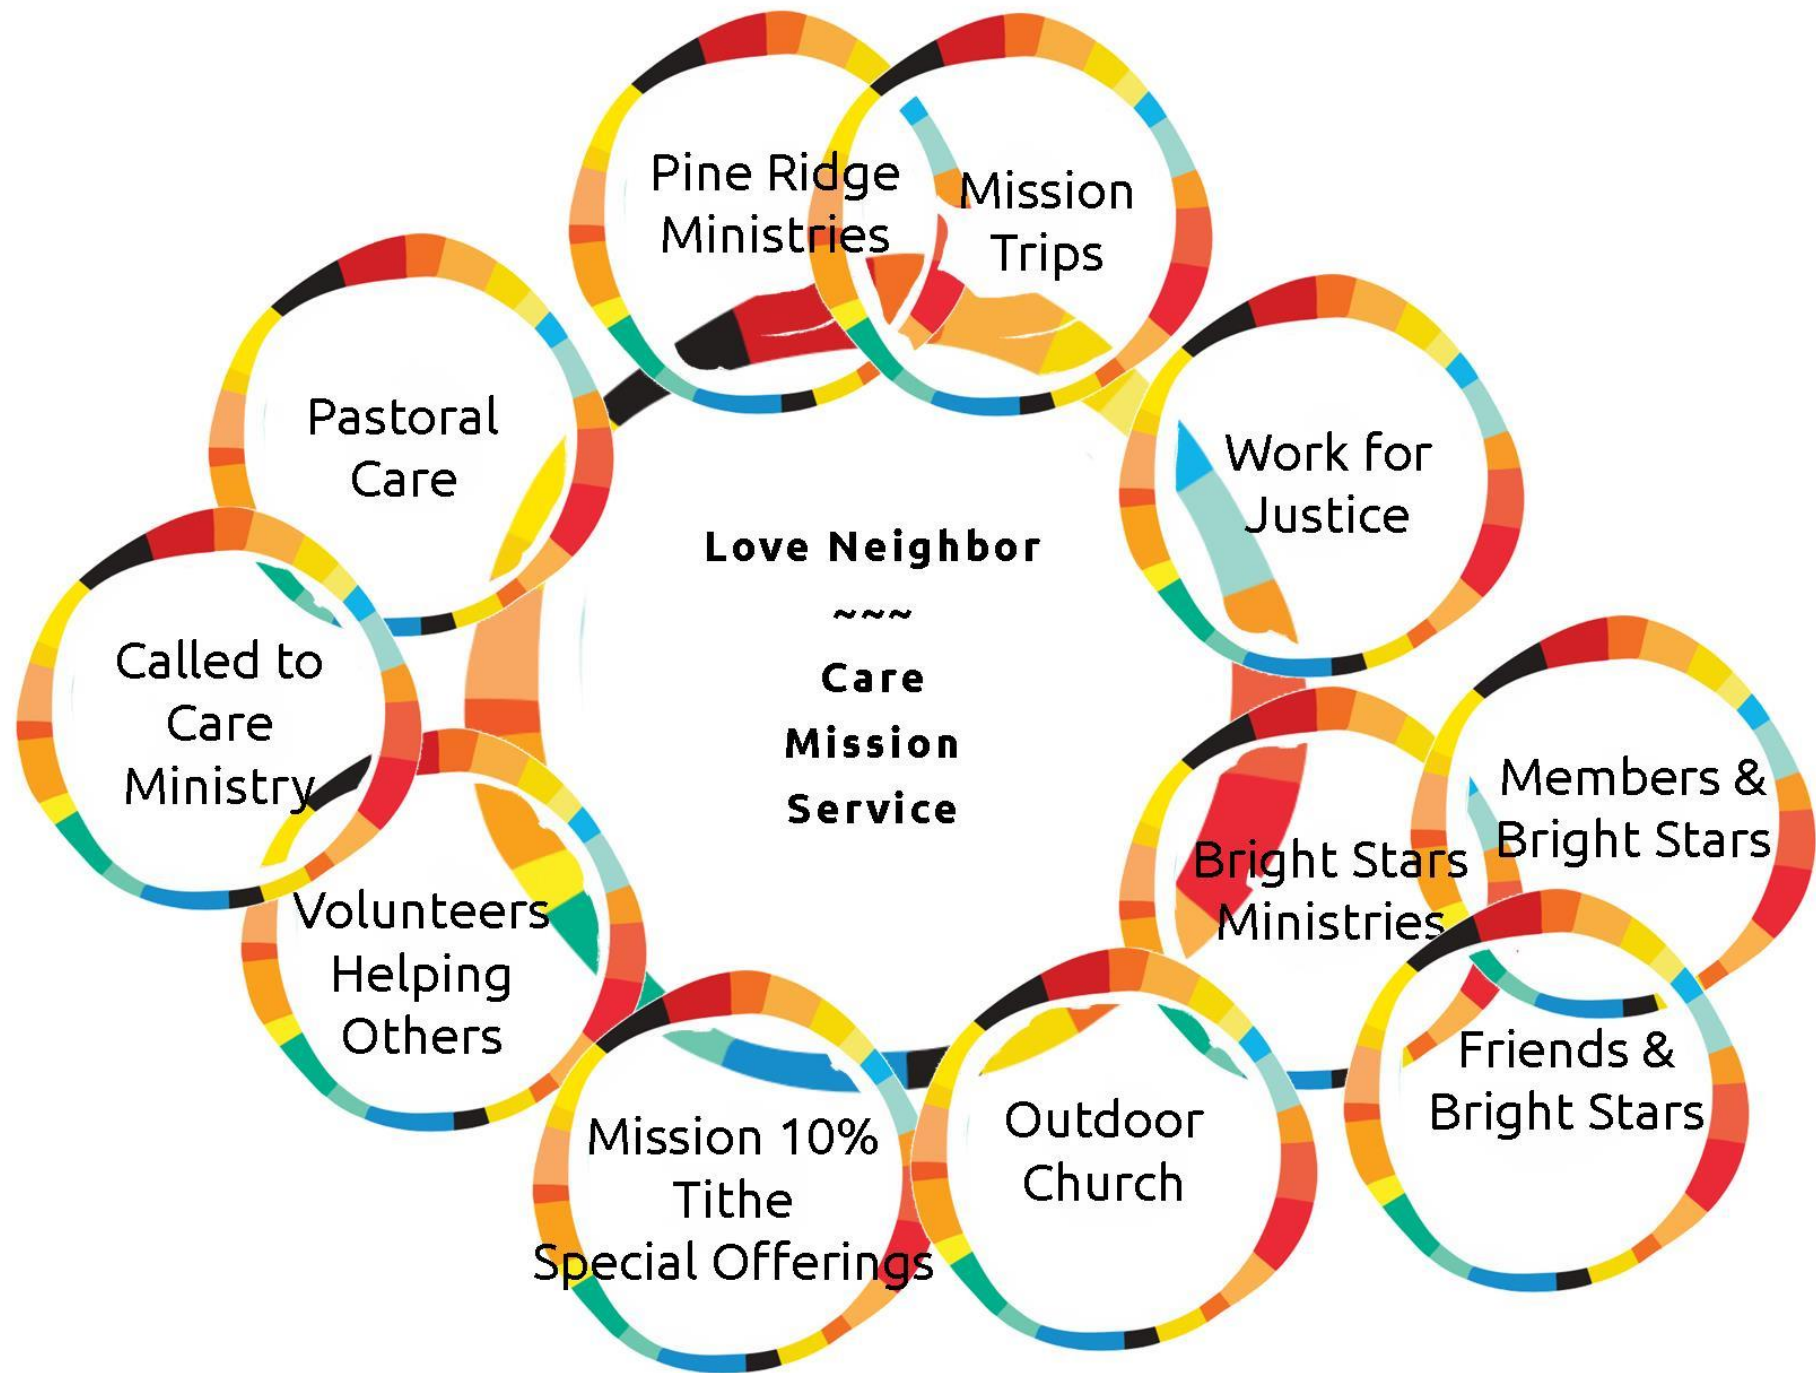 Pine Ridge
Ministries
Mission
Trips
Pastoral
Care
Work for
Justice
Love Neighbor
~~~
Care
Mission
Service
Called to
Care
Ministry
Members &
Bright Stars
Bright Stars
Ministries
Volunteers
Helping
Others
Friends &
Bright Stars
Mission 10%
Tithe
Special Offerings
Outdoor
Church